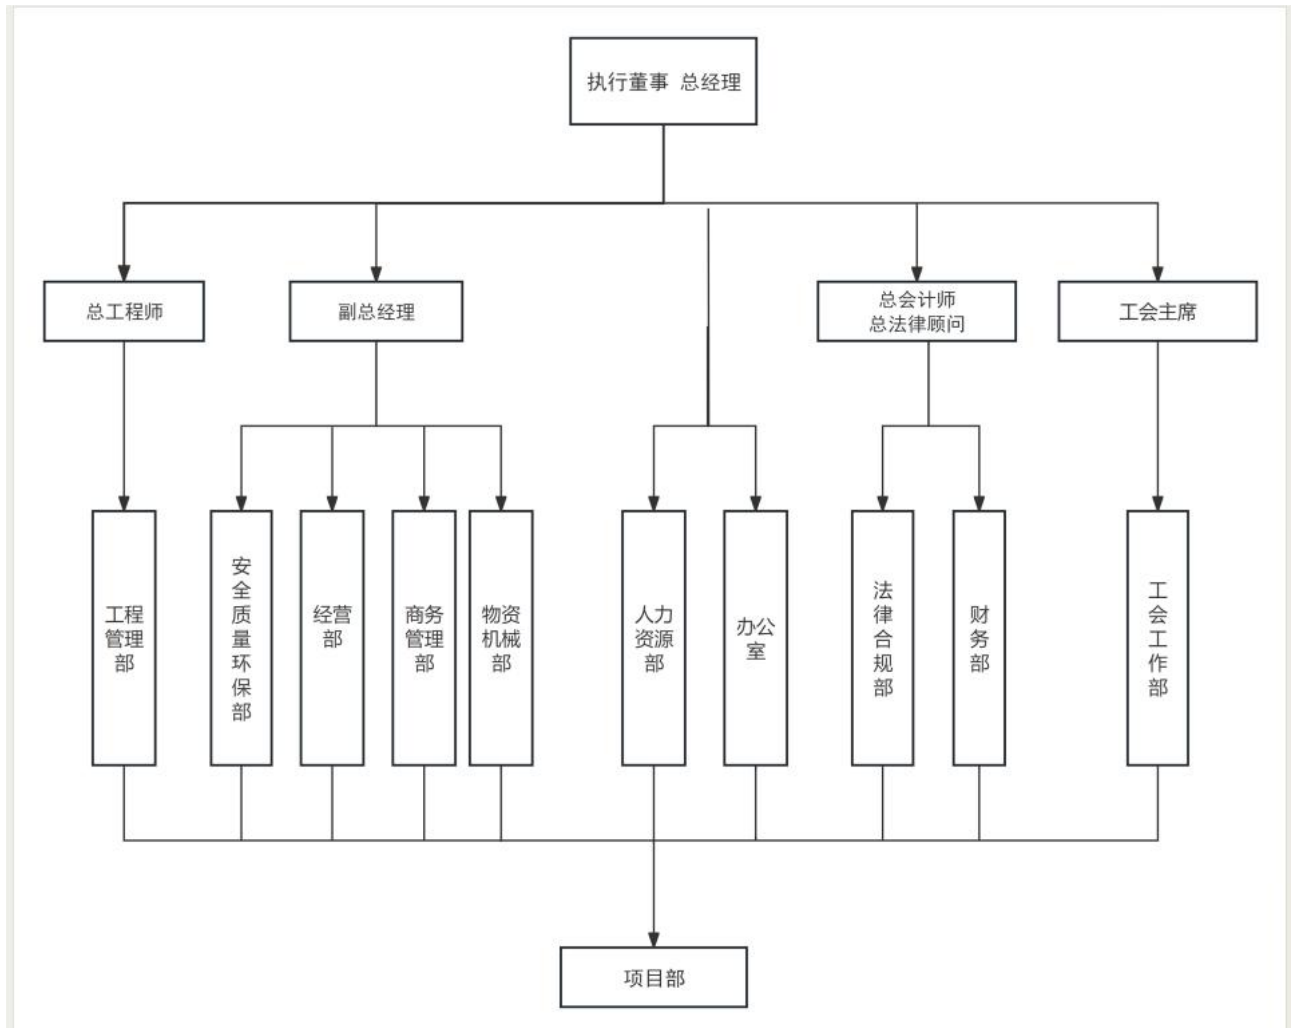 执行董事 总经理
总工程师
副总经理
总会计师
总法律顾问
工会主席
工程
管理
部
安
全
质
量
环
保
部
经营
部
商务
管理
部
物资
机械
部
人力
资源
部
办公
室
法
律
合
规
部
财
务
部
工
会
工
作
部
项目部